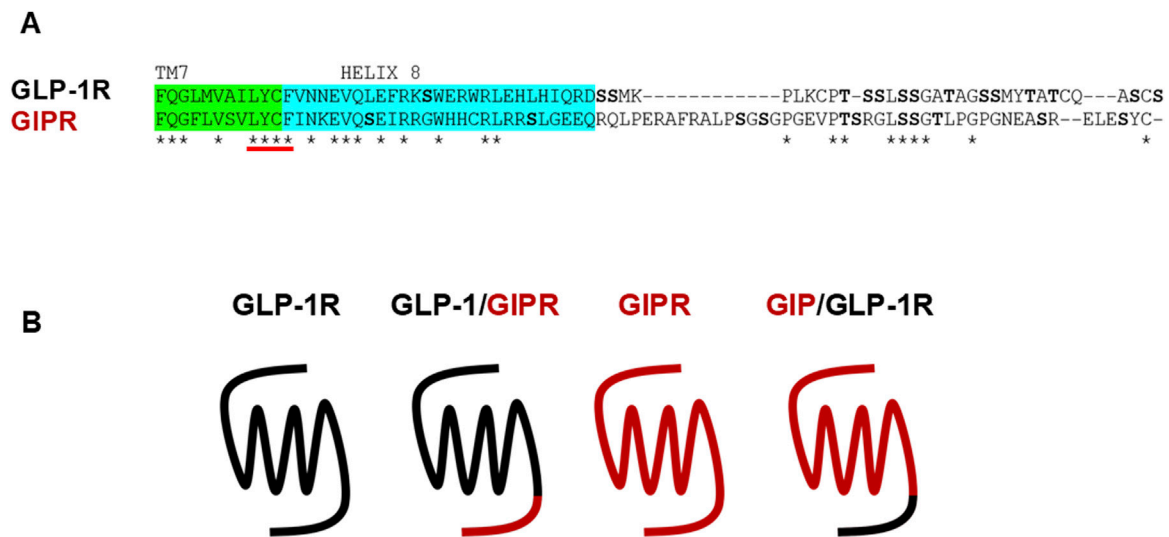 A
TM7 HELIX 8
GLP-1R FQGLMVAILYCFVNNEVQLEFRKSWERWRLEHLHIQRDSSMK------------PLKCPT-SSLSSGATAGSSMYTATCQ---ASCS
GIPR FQGFLVSVLYCFINKEVQSEIRRGWHHCRLRRSLGEEQRQLPERAFRALPSGSGPGEVPTSRGLSSGTLPGPGNEASR--ELESYC-
***  *  **** * *** * *  *   **                        *   **   ****   *              *
B
GLP-1R GLP-1/GIPR GIPR GIP/GLP-1R